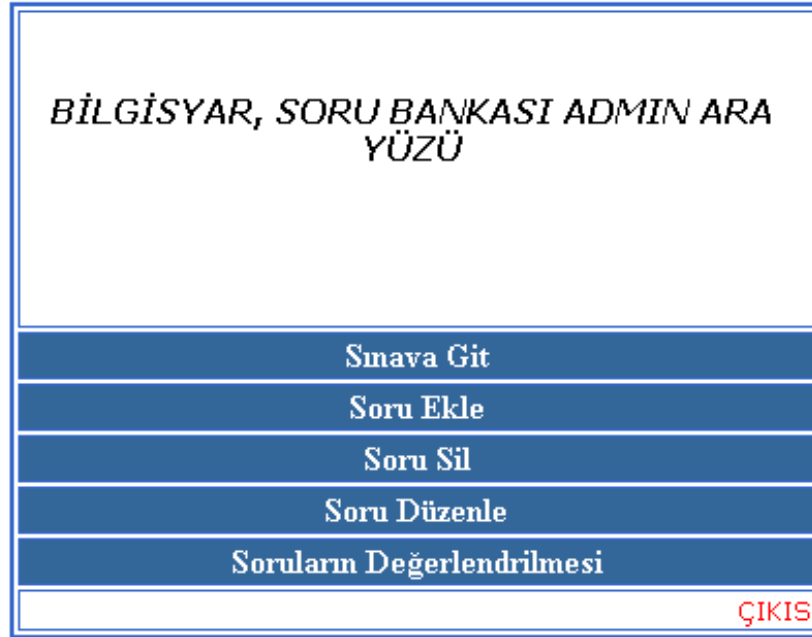 BİLGİSYAR, SORU BANKASI ADMIN ARA
YÜZÜ
Sınava Git
Soru Ekle
Soru Sil
Soru Düzenle
Soruların Değerlendrilmesi
ÇIKIS